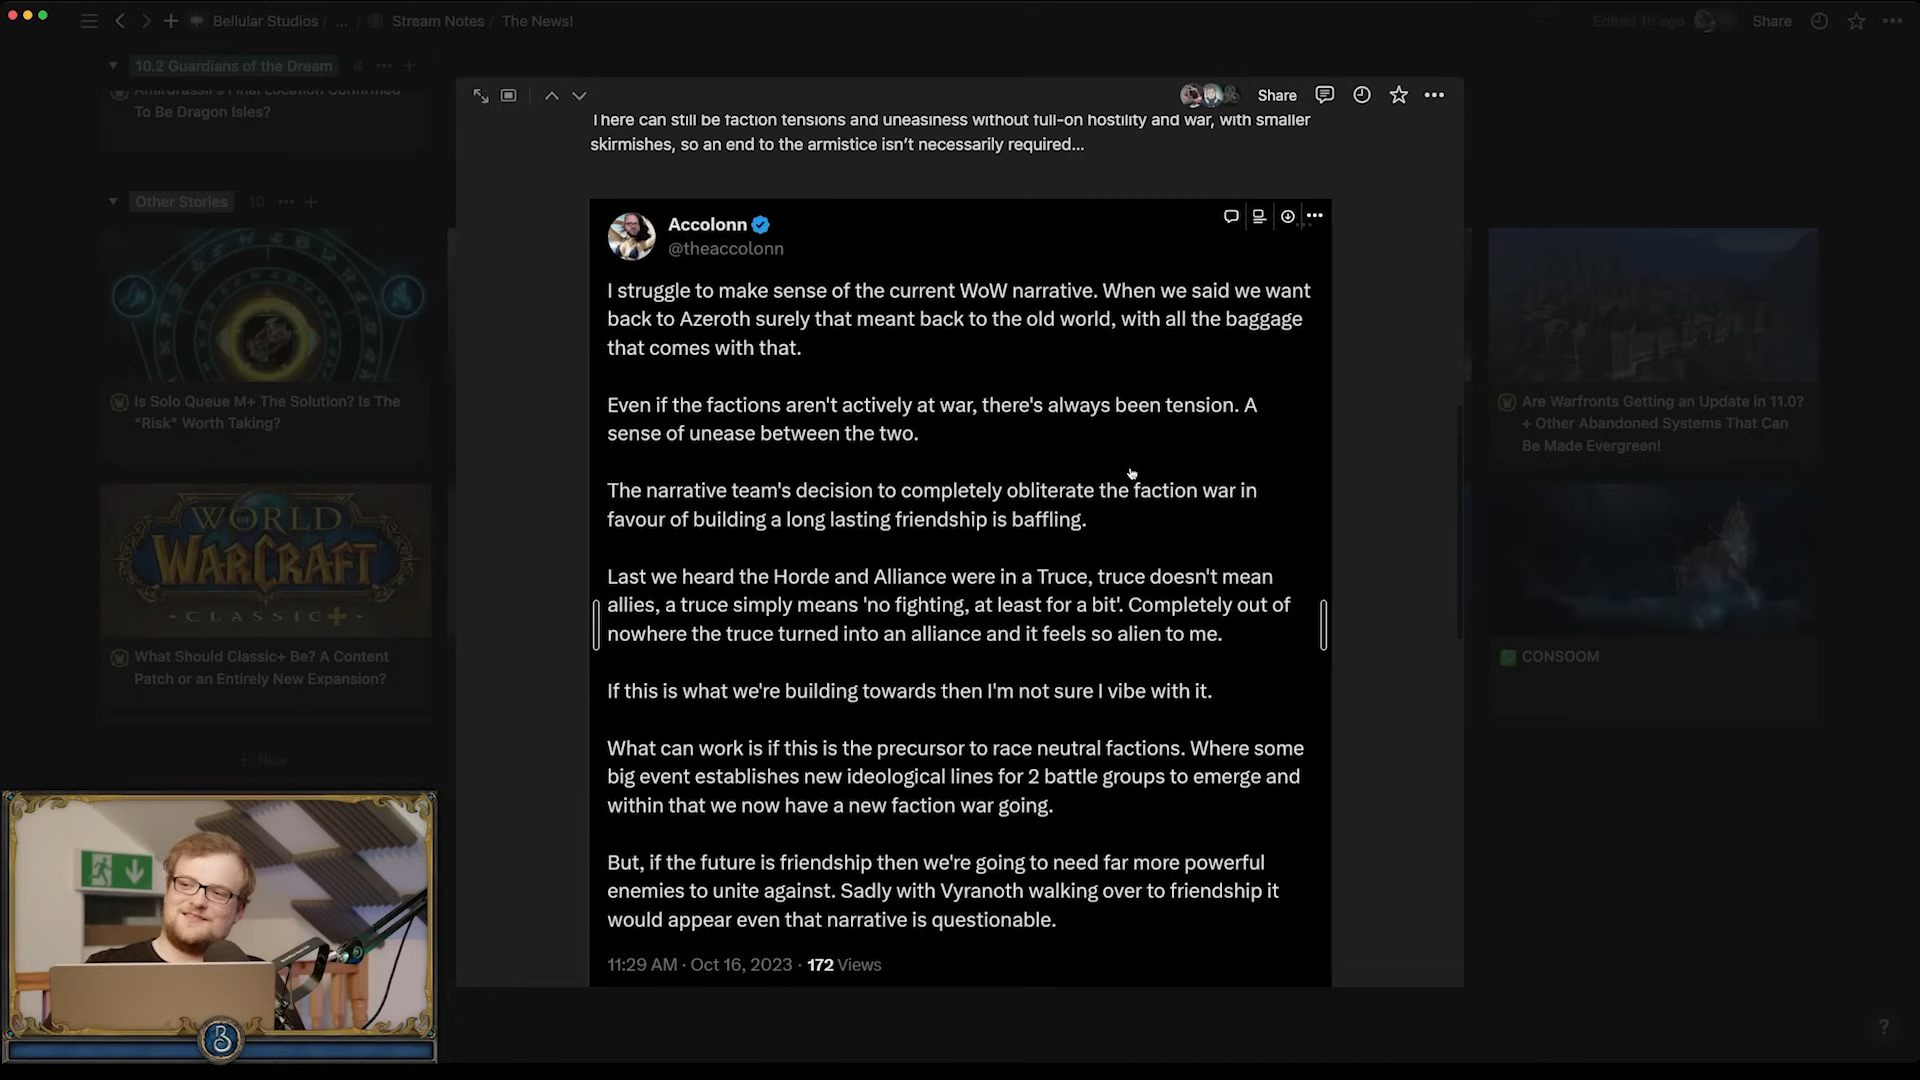 Bellular Studios / ... / Stream Notes / The News!
Edited 1h ago
Share
10.2 Guardians of the Dream 4
Amirdrassil's Final Location Confirmed
To Be Dragon Isles?
Share
There can still be faction tensions and uneasiness without full-on hostility and war, with smaller
skirmishes, so an end to the armistice isn't necessarily required...
Other Stories 10
Accolonn
@theaccolonn
I struggle to make sense of the current WoW narrative. When we said we want
back to Azeroth surely that meant back to the old world, with all the baggage
that comes with that.
Even if the factions aren't actively at war, there's always been tension. A
sense of unease between the two.
The narrative team's decision to completely obliterate the faction war in
favour of building a long lasting friendship is baffling.
Last we heard the Horde and Alliance were in a Truce, truce doesn't mean
allies, a truce simply means 'no fighting, at least for a bit'. Completely out of
nowhere the truce turned into an alliance and it feels so alien to me.
If this is what we're building towards then I'm not sure I vibe with it.
What can work is if this is the precursor to race neutral factions. Where some
big event establishes new ideological lines for 2 battle groups to emerge and
within that we now have a new faction war going.
But, if the future is friendship then we're going to need far more powerful
enemies to unite against. Sadly with Vyranoth walking over to friendship it
would appear even that narrative is questionable.
11:29 AM · Oct 16, 2023 · 172 Views
Is Solo Queue M+ The Solution? Is The
"Risk" Worth Taking?
WORLD
OF
WARCRAFT
CLASSIC+
What Should Classic+ Be? A Content
Patch or an Entirely New Expansion?
+ New
Are Warfronts Getting an Update in 11.0?
+ Other Abandoned Systems That Can
Be Made Evergreen!
CONSOOM
B
?